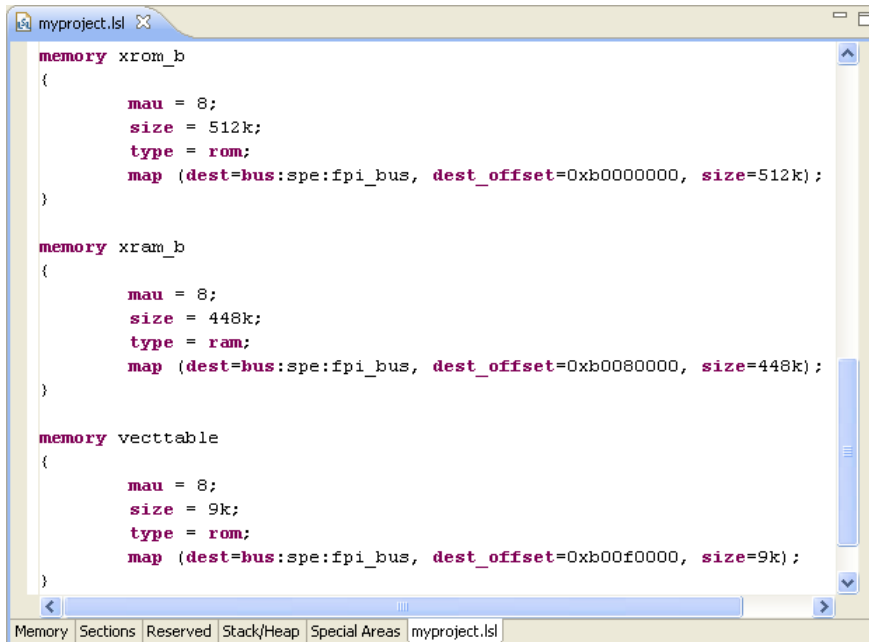 myproject.lsl
memory xrom_b
{
mau = 8;
size = 512k;
type = rom;
map (dest=bus:spe:fpi_bus, dest_offset=0xb0000000, size=512k);
}
memory xram_b
{
mau = 8;
size = 448k;
type = ram;
map (dest=bus:spe:fpi_bus, dest_offset=0xb0080000, size=448k);
}
memory vecttable
{
mau = 8;
size = 9k;
type = rom;
map (dest=bus:spe:fpi_bus, dest_offset=0xb00f0000, size=9k);
}
Memory Sections Reserved Stack/Heap Special Areas myproject.lsl